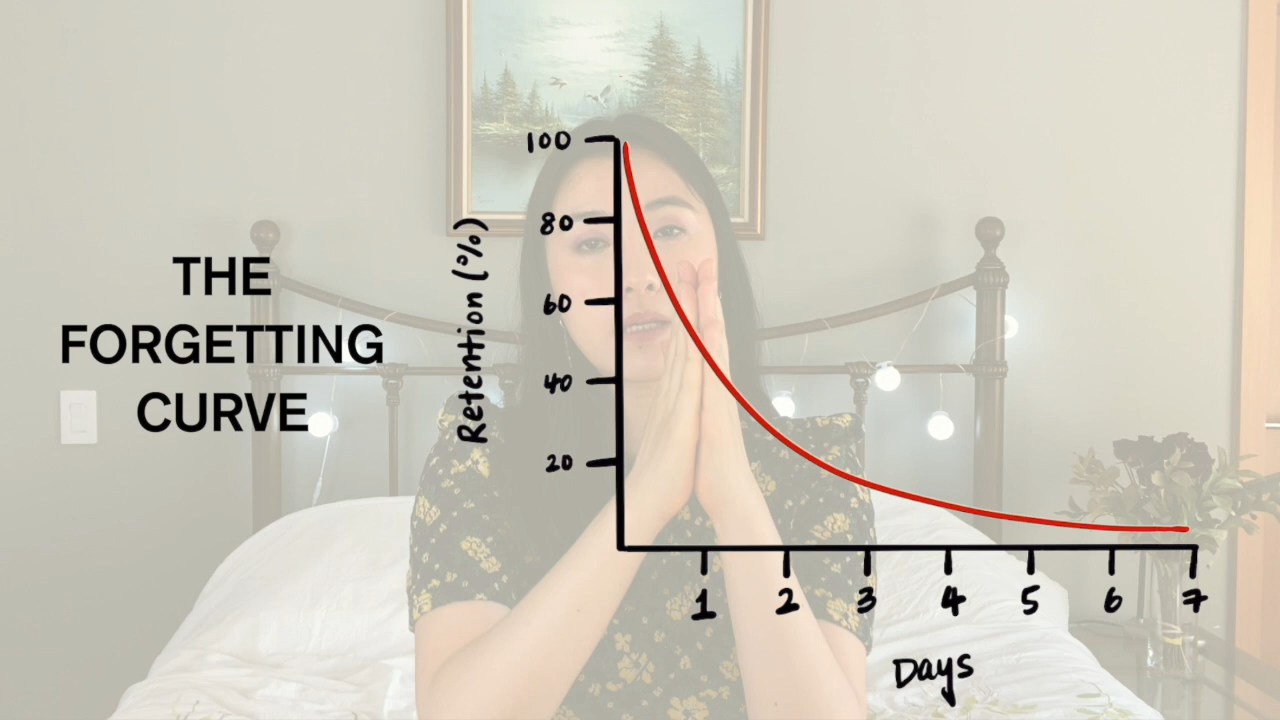 THE
FORGETTING
CURVE
Retention (%)
100
80
60
40
20
1 2 3 4 5 6 7
Days